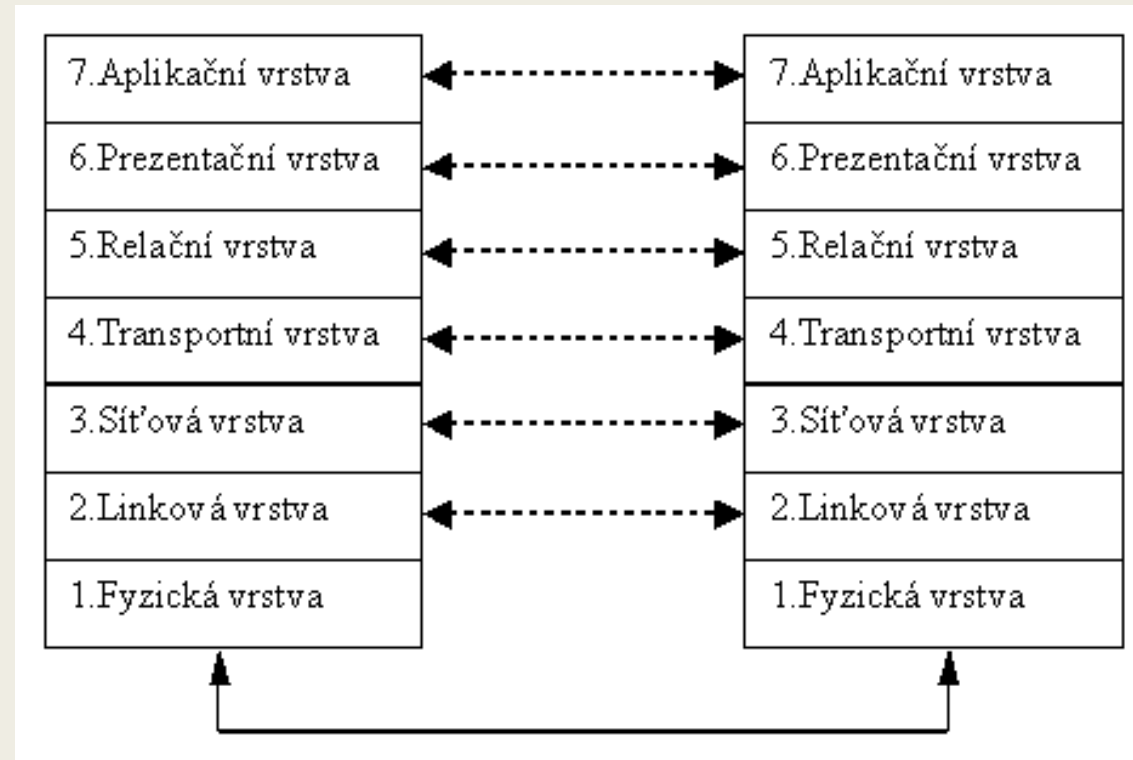 7.Aplikační vrstva
6.Prezentační vrstva
5.Relační vrstva
4.Transportní vrstva
3.Síťová vrstva
2.Linková vrstva
1.Fyzická vrstva
7.Aplikační vrstva
6.Prezentační vrstva
5.Relační vrstva
4.Transportní vrstva
3.Síťová vrstva
2.Linková vrstva
1.Fyzická vrstva